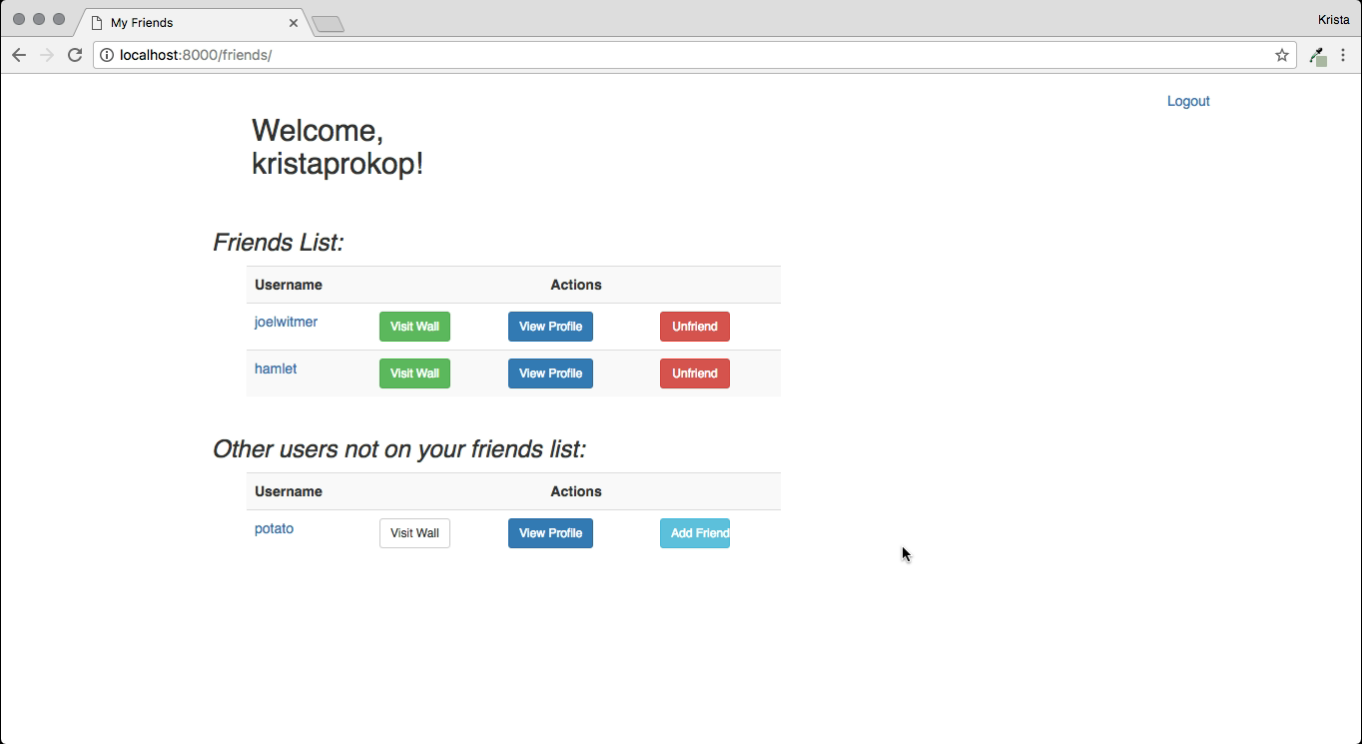 My Friends
Krista
localhost:8000/friends/
Logout
Welcome,
kristaprokop!
Friends List:
Username Actions
joelwitmer Visit Wall View Profile Unfriend
hamlet Visit Wall View Profile Unfriend
Other users not on your friends list:
Username Actions
potato Visit Wall View Profile Add Friend